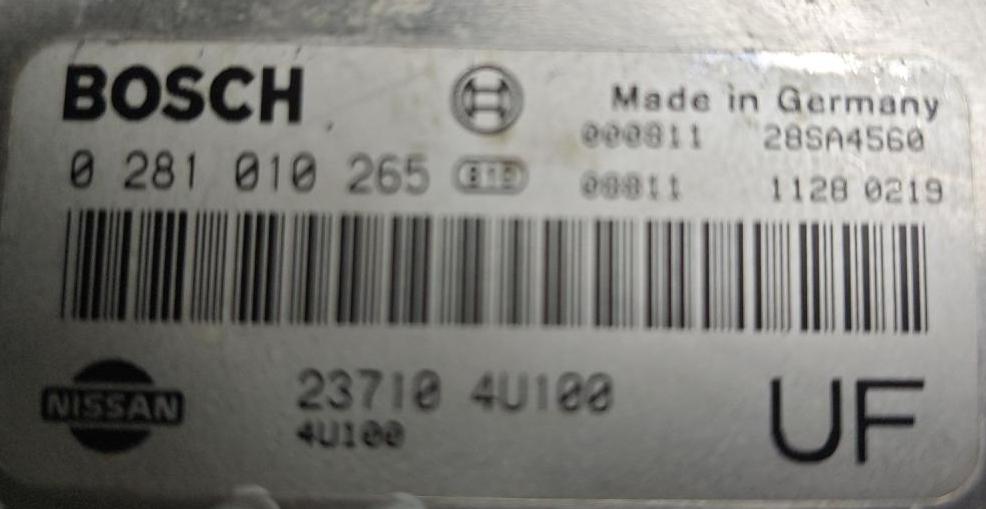 BOSCH
Made in Germany
000811 28SA4560
0 281 010 265
00811 1128 0219
NISSAN
23710 4U100
4U100
UF